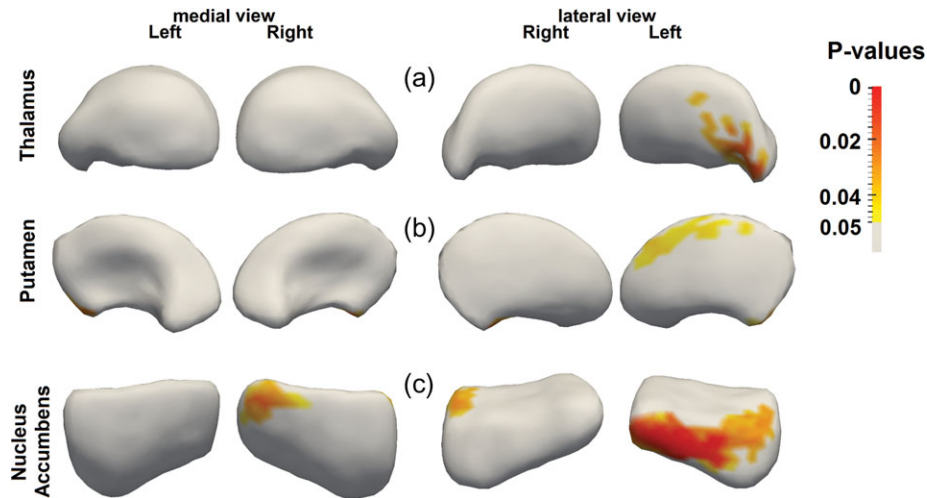 medial view
lateral view
Left
Right
Right
Left
P-values
Thalamus
(a)
0
0.02
0.04
0.05
Putamen
(b)
Nucleus
Accumbens
(c)